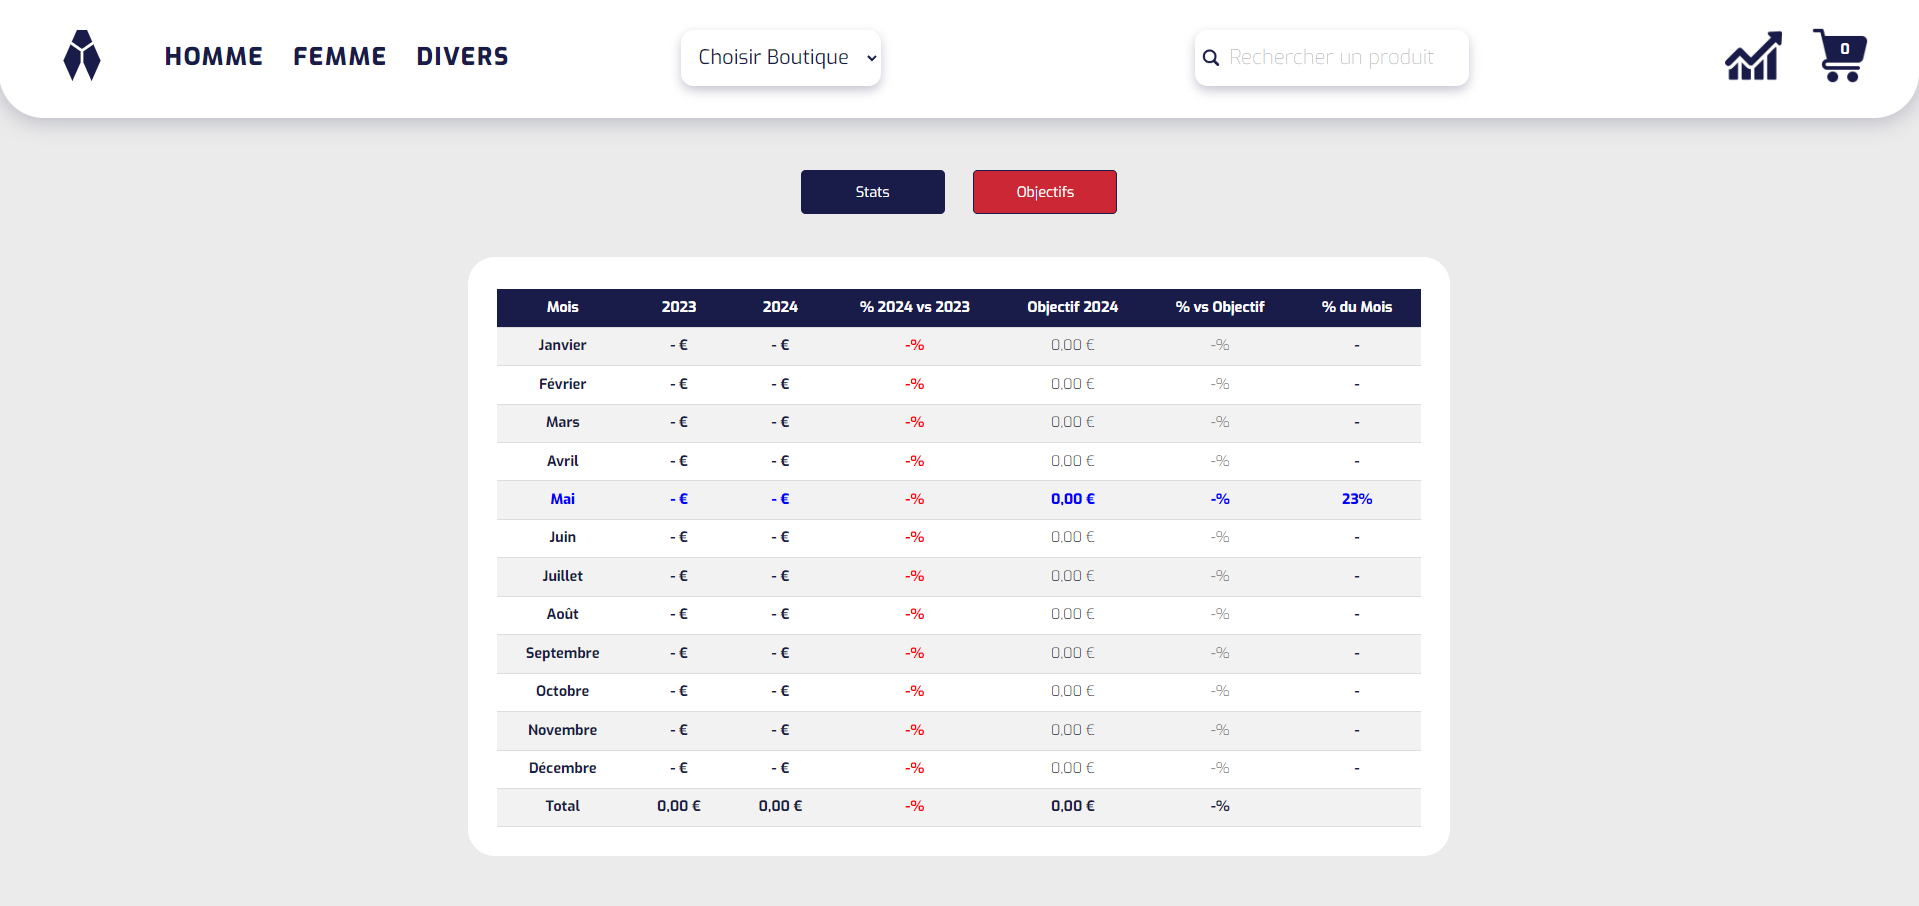 HOMME FEMME DIVERS Choisir Boutique Rechercher un produit 0
Stats Objectifs
Mois 2023 2024 % 2024 vs 2023 Objectif 2024 % vs Objectif % du Mois
Janvier - € - € -% 0,00 € -% -
Février - € - € -% 0,00 € -% -
Mars - € - € -% 0,00 € -% -
Avril - € - € -% 0,00 € -% -
Mai - € - € -% 0,00 € -% 23%
Juin - € - € -% 0,00 € -% -
Juillet - € - € -% 0,00 € -% -
Août - € - € -% 0,00 € -% -
Septembre - € - € -% 0,00 € -% -
Octobre - € - € -% 0,00 € -% -
Novembre - € - € -% 0,00 € -% -
Décembre - € - € -% 0,00 € -% -
Total 0,00 € 0,00 € -% 0,00 € -%